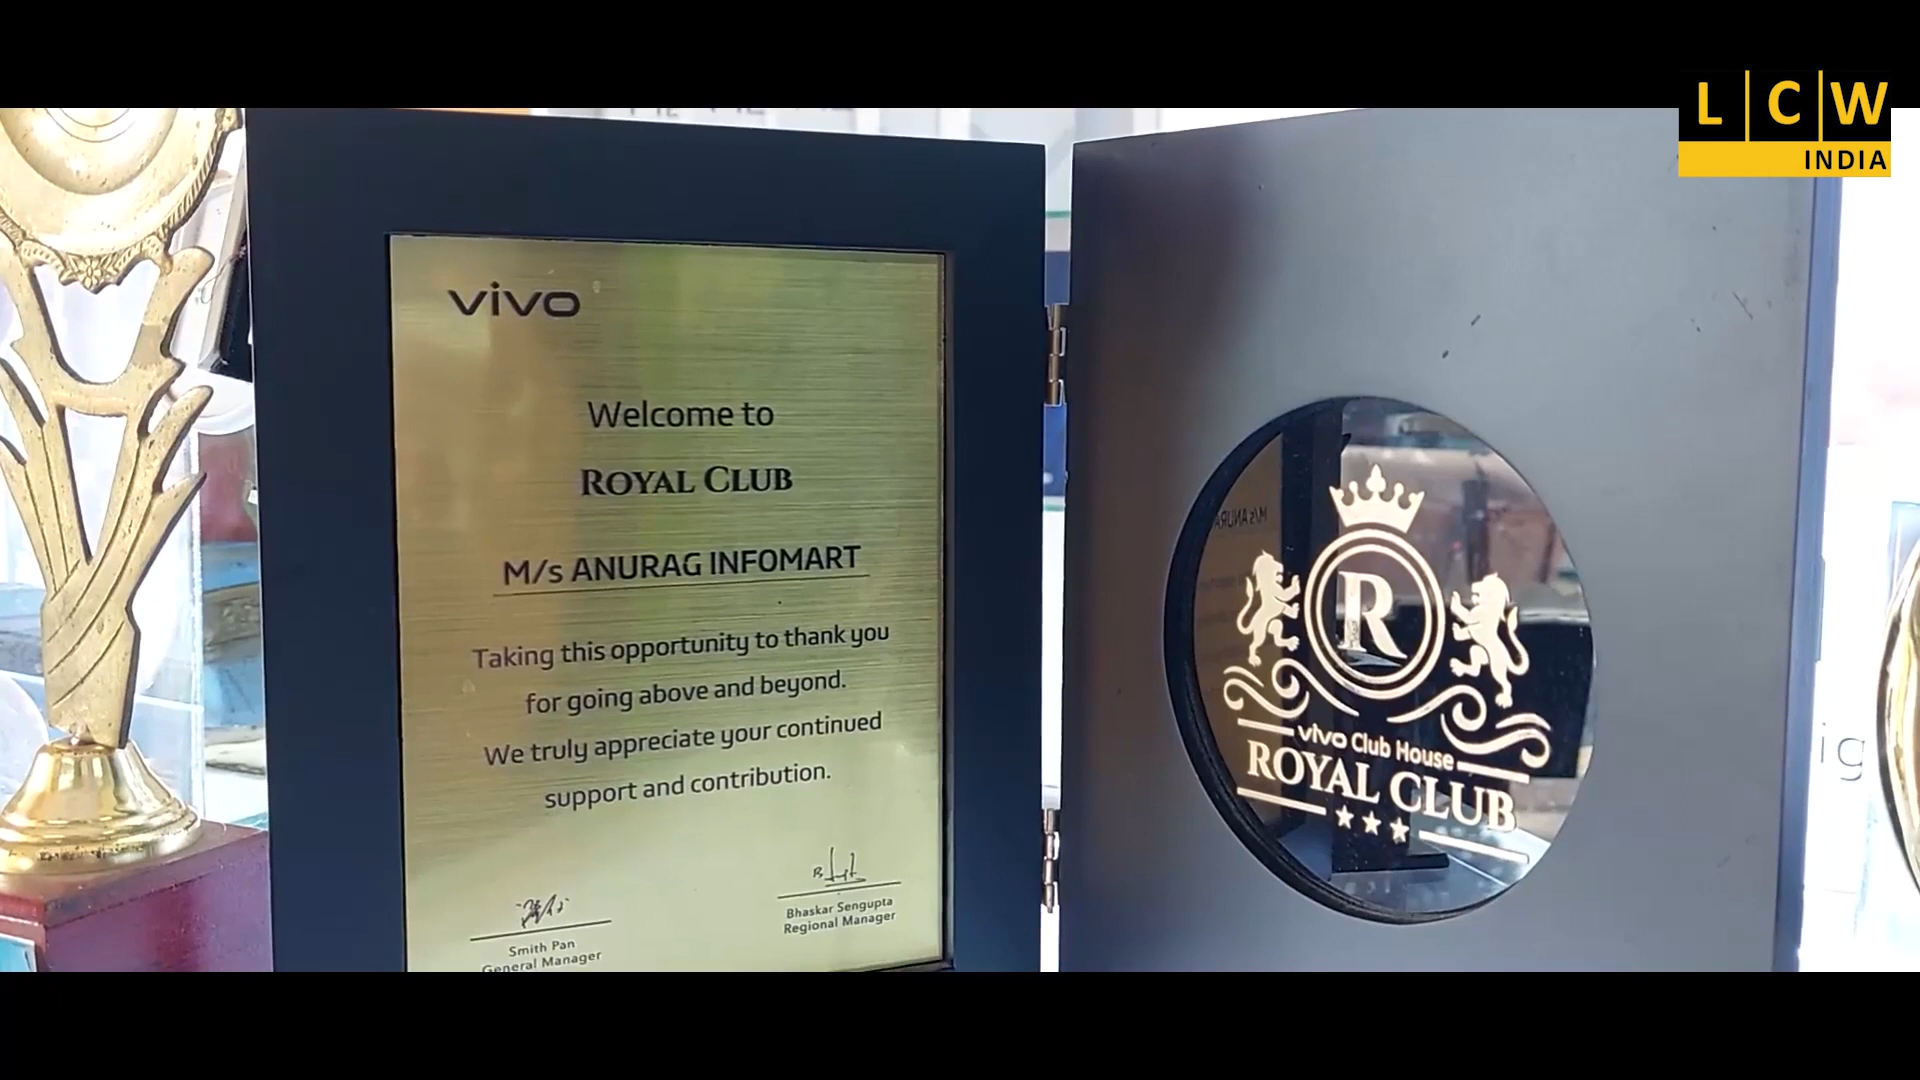 L C W
INDIA
vivo
Welcome to
ROYAL CLUB
M/s ANURAG INFOMART
Taking this opportunity to thank you
for going above and beyond.
We truly appreciate your continued
support and contribution.
Smith Pan
General Manager
Bhaskar Sengupta
Regional Manager
R
vivo Club House
ROYAL CLUB
ig